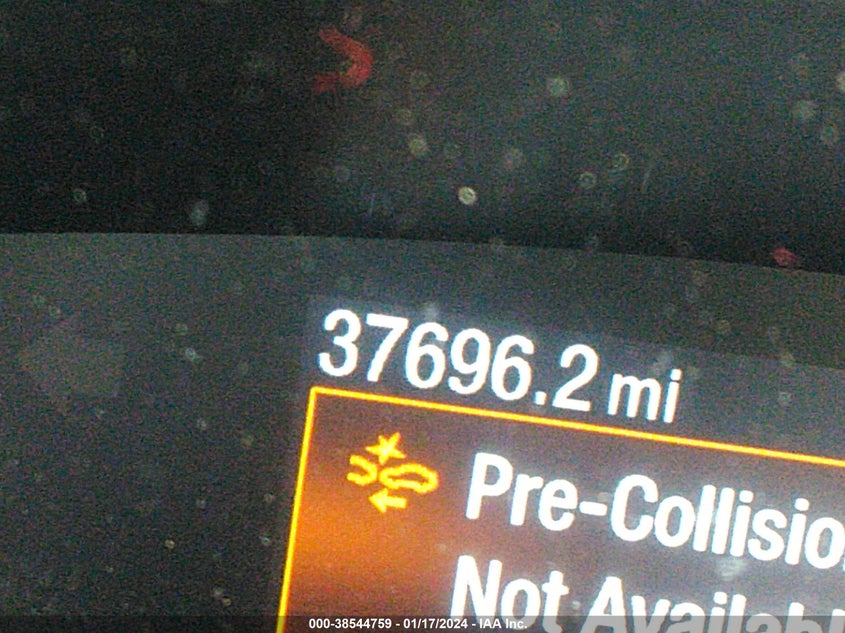 37696.2 mi
Pre-Collisio
Not Availab
000-38544759 - 01/17/2024 - IAA Inc.